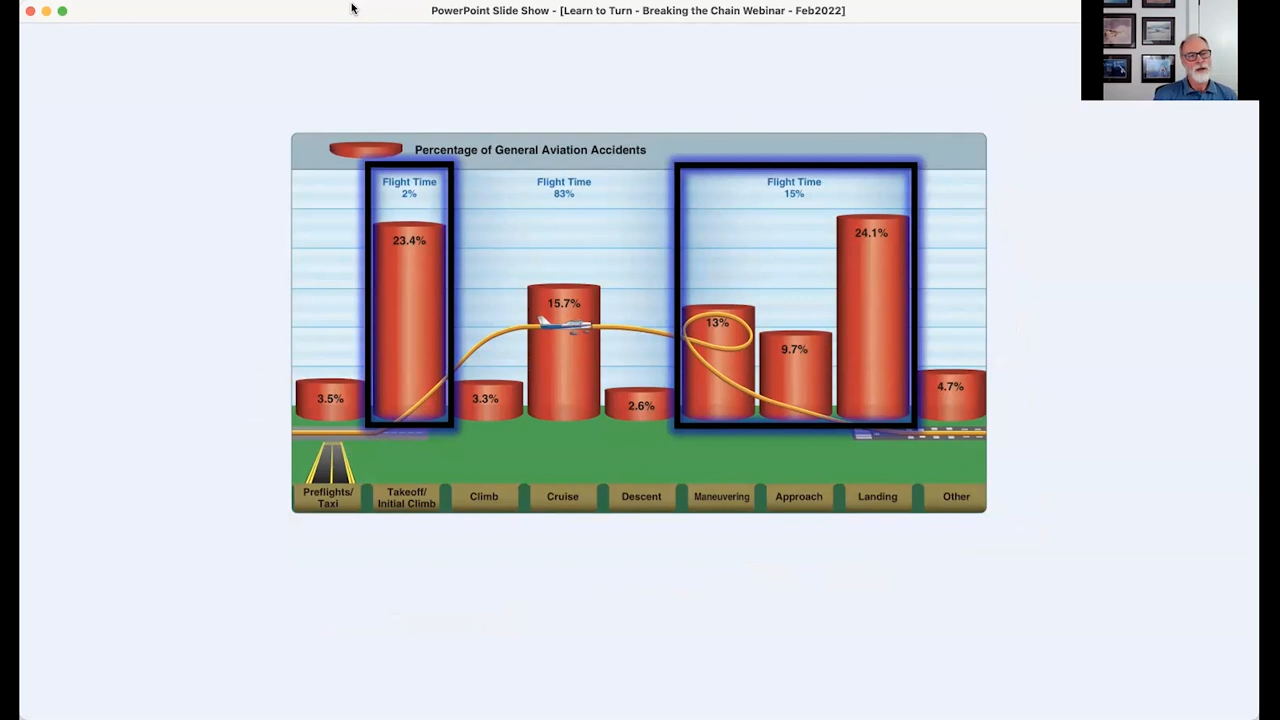 PowerPoint Slide Show - [Learn to Turn - Breaking the Chain Webinar - Feb2022]
Percentage of General Aviation Accidents
Flight Time
2%
Flight Time
83%
Flight Time
15%
23.4%
24.1%
15.7%
13%
9.7%
3.5%
3.3%
2.6%
4.7%
Preflights/
Taxi
Takeoff/
Initial Climb
Climb
Cruise
Descent
Maneuvering
Approach
Landing
Other